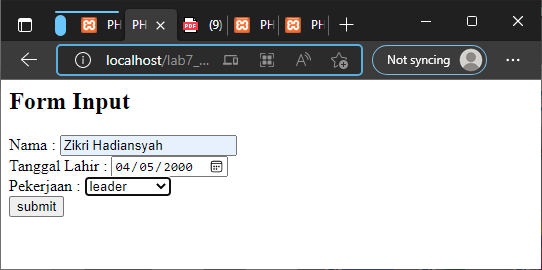 PH
PH
PDF
(9)
PH
PH
localhost/lab7_...
Not syncing
Form Input
Nama : Zikri Hadiansyah
Tanggal Lahir : 04/05/2000
Pekerjaan : leader
submit